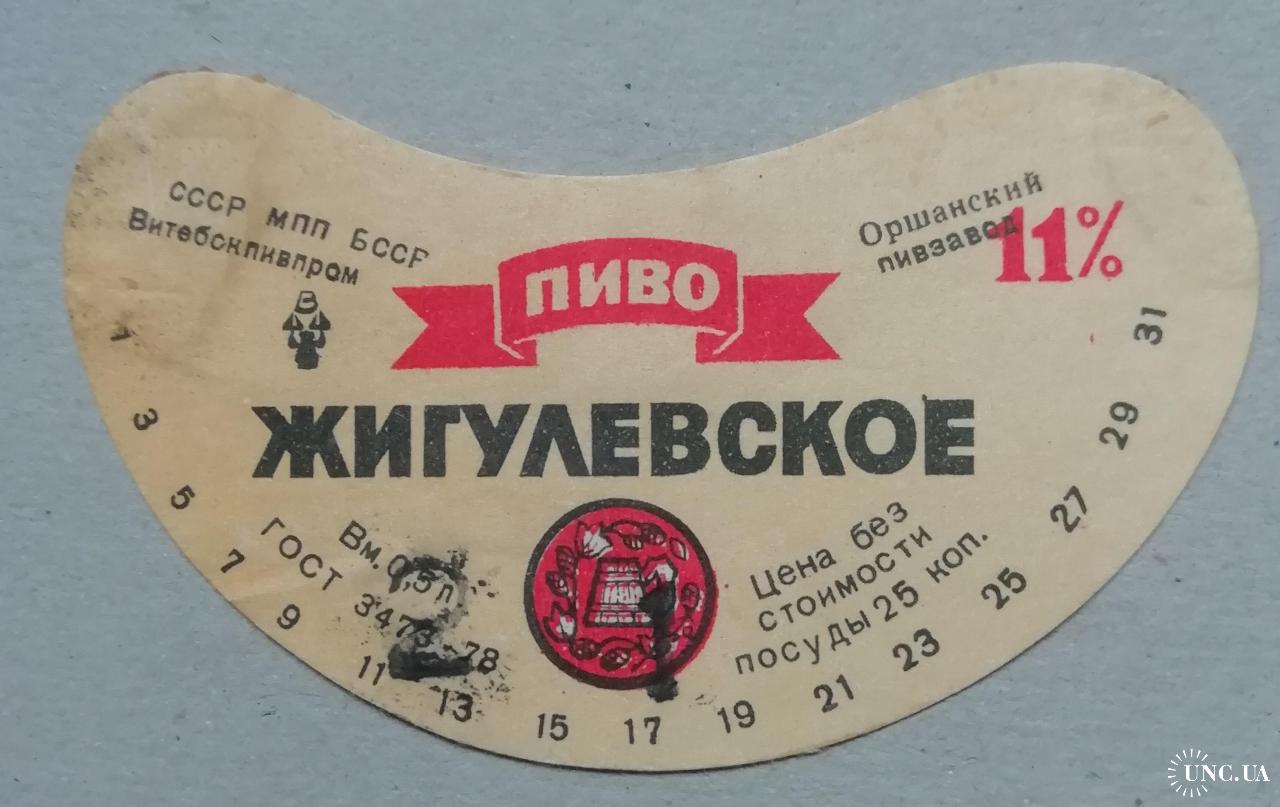 СССР МПП БССР
Витебскпивпром
В
Оршанский
пивзавод
11%
ПИВО
ЖИГУЛЕВСКОЕ
Вм. 0,5 л
ГОСТ 3473-78
Цена без
стоимости
посуды 25 коп.
1 3 5 7 9 11 13 15 17 19 21 23 25 27 29 31
UNC.UA